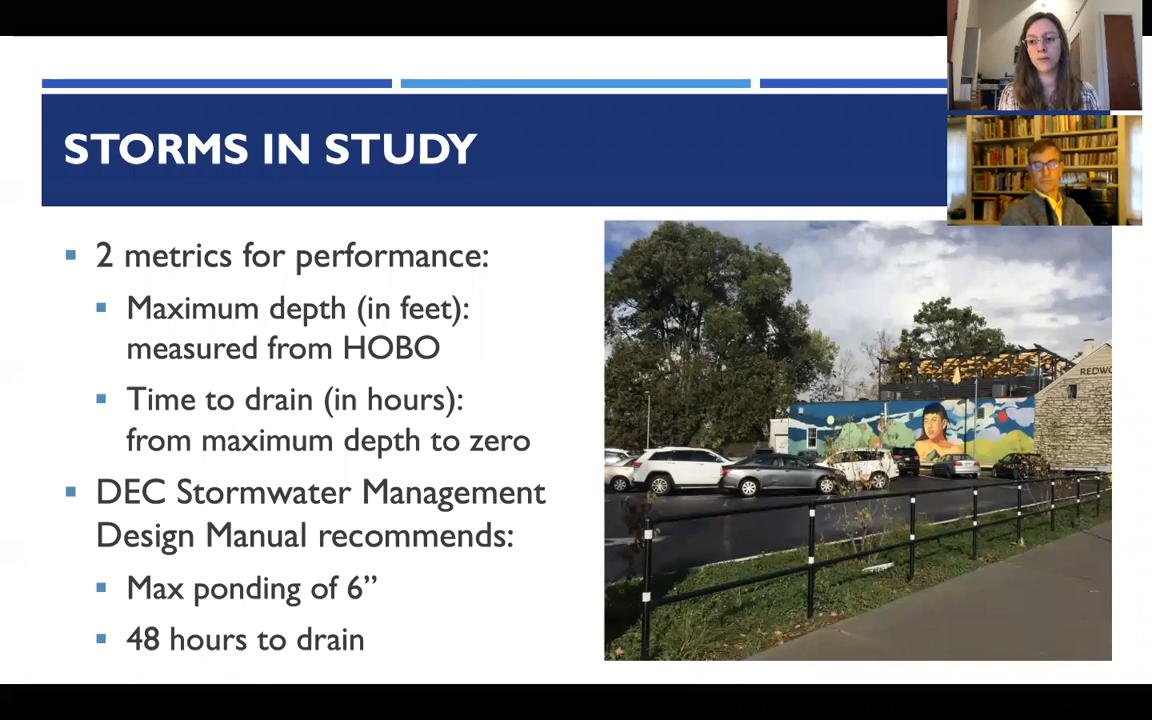 STORMS IN STUDY
2 metrics for performance:
Maximum depth (in feet):
measured from HOBO
Time to drain (in hours):
from maximum depth to zero
DEC Stormwater Management
Design Manual recommends:
Max ponding of 6”
48 hours to drain
REDWO